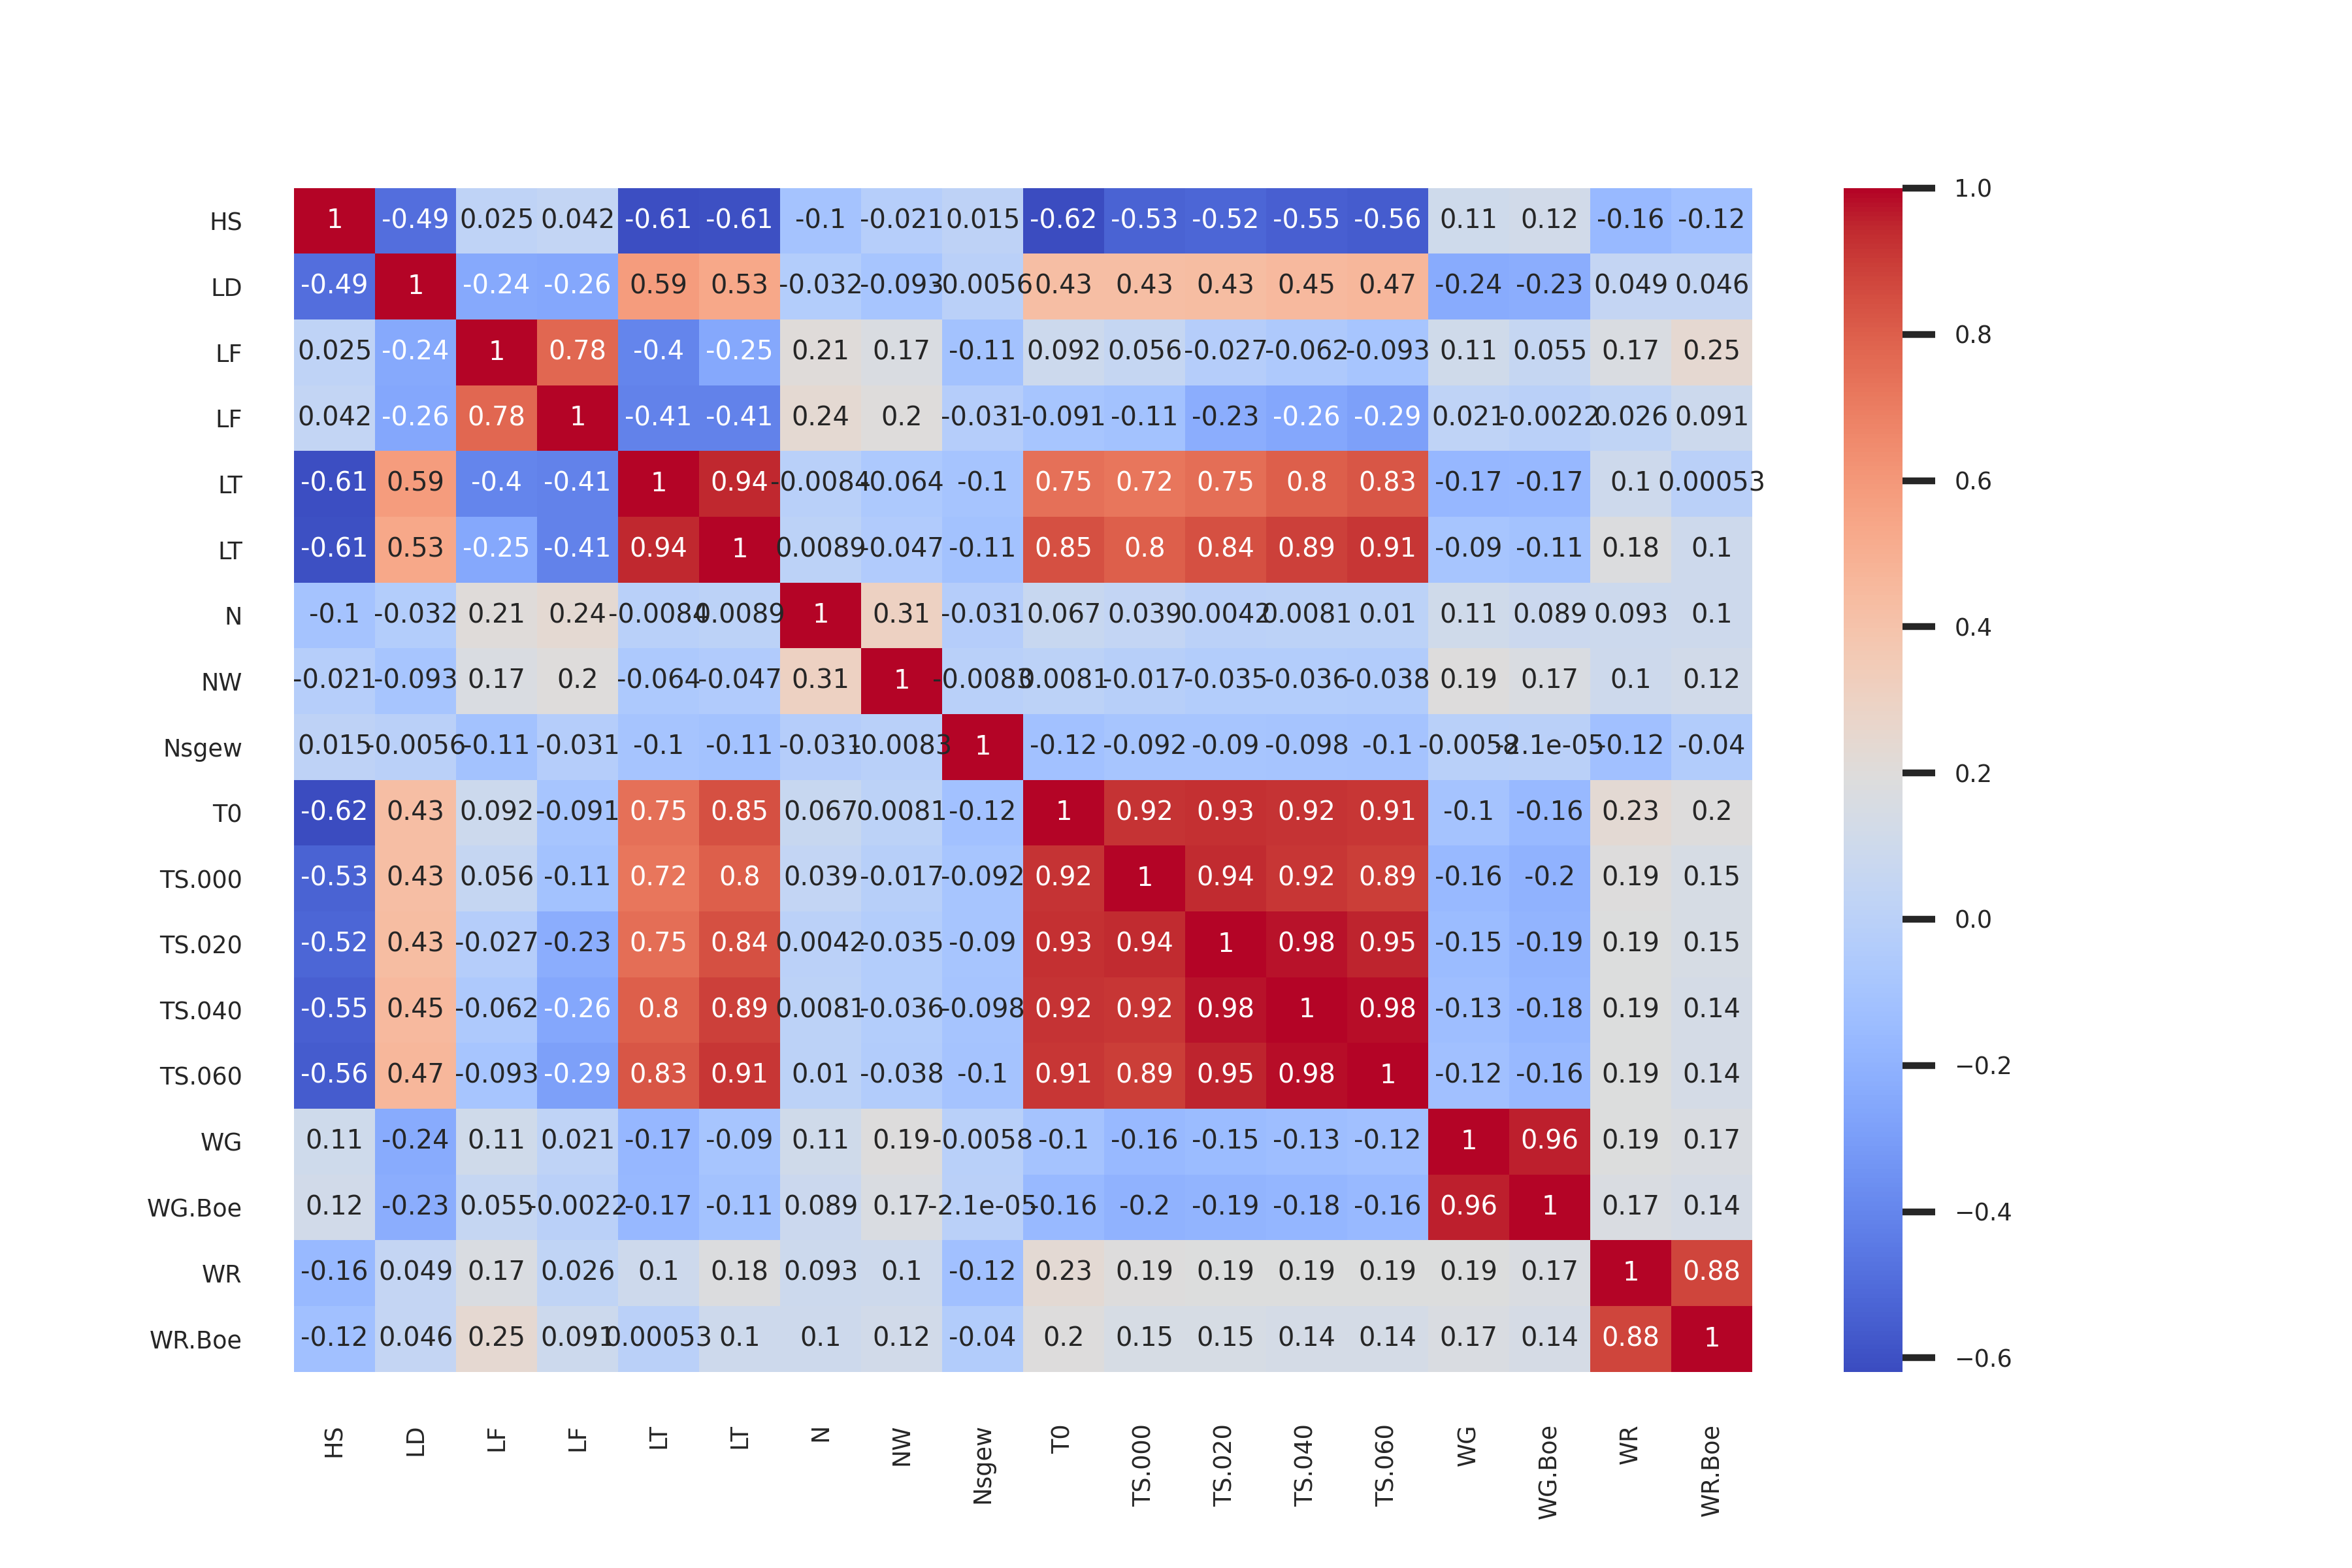 HS 1 -0.49 0.025 0.042 -0.61 -0.61 -0.1 -0.021 0.015 -0.62 -0.53 -0.52 -0.55 -0.56 0.11 0.12 -0.16 -0.12
LD -0.49 1 -0.24 -0.26 0.59 0.53 -0.032 -0.093 -0.0056 0.43 0.43 0.43 0.45 0.47 -0.24 -0.23 0.049 0.046
LF 0.025 -0.24 1 0.78 -0.4 -0.25 0.21 0.17 -0.11 0.092 0.056 -0.027 -0.062 -0.093 0.11 0.055 0.17 0.25
LF 0.042 -0.26 0.78 1 -0.41 -0.41 0.24 0.2 -0.031 -0.091 -0.11 -0.23 -0.26 -0.29 0.021 -0.0022 0.026 0.091
LT -0.61 0.59 -0.4 -0.41 1 0.94 -0.0084 -0.064 -0.1 0.75 0.72 0.75 0.8 0.83 -0.17 -0.17 0.1 0.00053
LT -0.61 0.53 -0.25 -0.41 0.94 1 0.0089 -0.047 -0.11 0.85 0.8 0.84 0.89 0.91 -0.09 -0.11 0.18 0.1
N -0.1 -0.032 0.21 0.24 -0.0084 0.0089 1 0.31 -0.031 0.067 0.039 0.0042 0.0081 0.01 0.11 0.089 0.093 0.1
NW -0.021 -0.093 0.17 0.2 -0.064 -0.047 0.31 1 -0.0083 0.0081 -0.017 -0.035 -0.036 -0.038 0.19 0.17 0.1 0.12
Nsgew 0.015 -0.0056 -0.11 -0.031 -0.1 -0.11 -0.031 -0.0083 1 -0.12 -0.092 -0.09 -0.098 -0.1 -0.0058 -2.1e-05 -0.12 -0.04
T0 -0.62 0.43 0.092 -0.091 0.75 0.85 0.067 0.0081 -0.12 1 0.92 0.93 0.92 0.91 -0.1 -0.16 0.23 0.2
TS.000 -0.53 0.43 0.056 -0.11 0.72 0.8 0.039 -0.017 -0.092 0.92 1 0.94 0.92 0.89 -0.16 -0.2 0.19 0.15
TS.020 -0.52 0.43 -0.027 -0.23 0.75 0.84 0.0042 -0.035 -0.09 0.93 0.94 1 0.98 0.95 -0.15 -0.19 0.19 0.15
TS.040 -0.55 0.45 -0.062 -0.26 0.8 0.89 0.0081 -0.036 -0.098 0.92 0.92 0.98 1 0.98 -0.13 -0.18 0.19 0.14
TS.060 -0.56 0.47 -0.093 -0.29 0.83 0.91 0.01 -0.038 -0.1 0.91 0.89 0.95 0.98 1 -0.12 -0.16 0.19 0.14
WG 0.11 -0.24 0.11 0.021 -0.17 -0.09 0.11 0.19 -0.0058 -0.1 -0.16 -0.15 -0.13 -0.12 1 0.96 0.19 0.17
WG.Boe 0.12 -0.23 0.055 -0.0022 -0.17 -0.11 0.089 0.17 -2.1e-05 -0.16 -0.2 -0.19 -0.18 -0.16 0.96 1 0.17 0.14
WR -0.16 0.049 0.17 0.026 0.1 0.18 0.093 0.1 -0.12 0.23 0.19 0.19 0.19 0.19 0.19 0.17 1 0.88
WR.Boe -0.12 0.046 0.25 0.091 0.00053 0.1 0.1 0.12 -0.04 0.2 0.15 0.15 0.14 0.14 0.17 0.14 0.88 1
HS LD LF LF LT LT N NW Nsgew T0 TS.000 TS.020 TS.040 TS.060 WG WG.Boe WR WR.Boe
1.0
0.8
0.6
0.4
0.2
0.0
−0.2
−0.4
−0.6